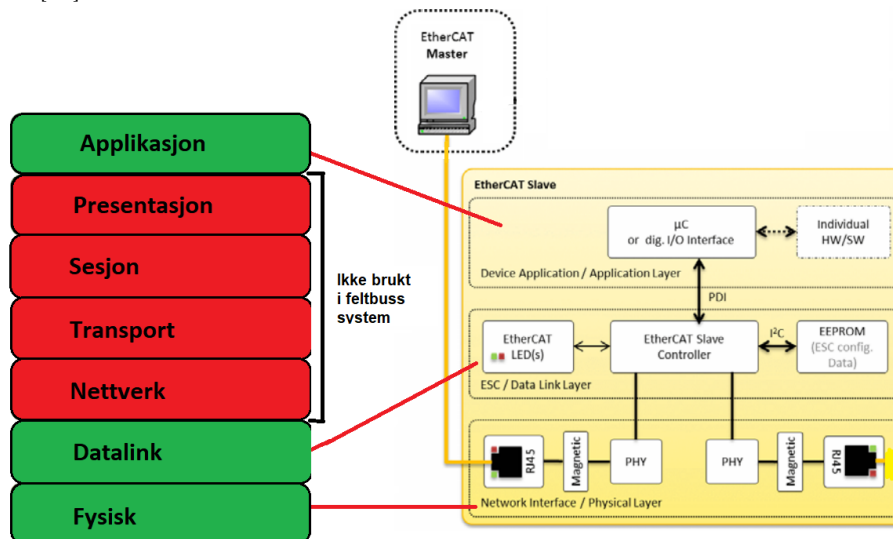 EtherCAT
Master
Applikasjon
Presentasjon
Sesjon
Transport
Nettverk
Datalink
Fysisk
Ikke brukt
i feltbuss
system
EtherCAT Slave
µC
or dig. I/O Interface
Individual
HW/SW
Device Application / Application Layer
PDI
EtherCAT
LED(s)
EtherCAT Slave
Controller
I²C
EEPROM
(ESC config.
Data)
ESC / Data Link Layer
RJ45
Magnetic
PHY
PHY
Magnetic
RJ45
Network Interface / Physical Layer